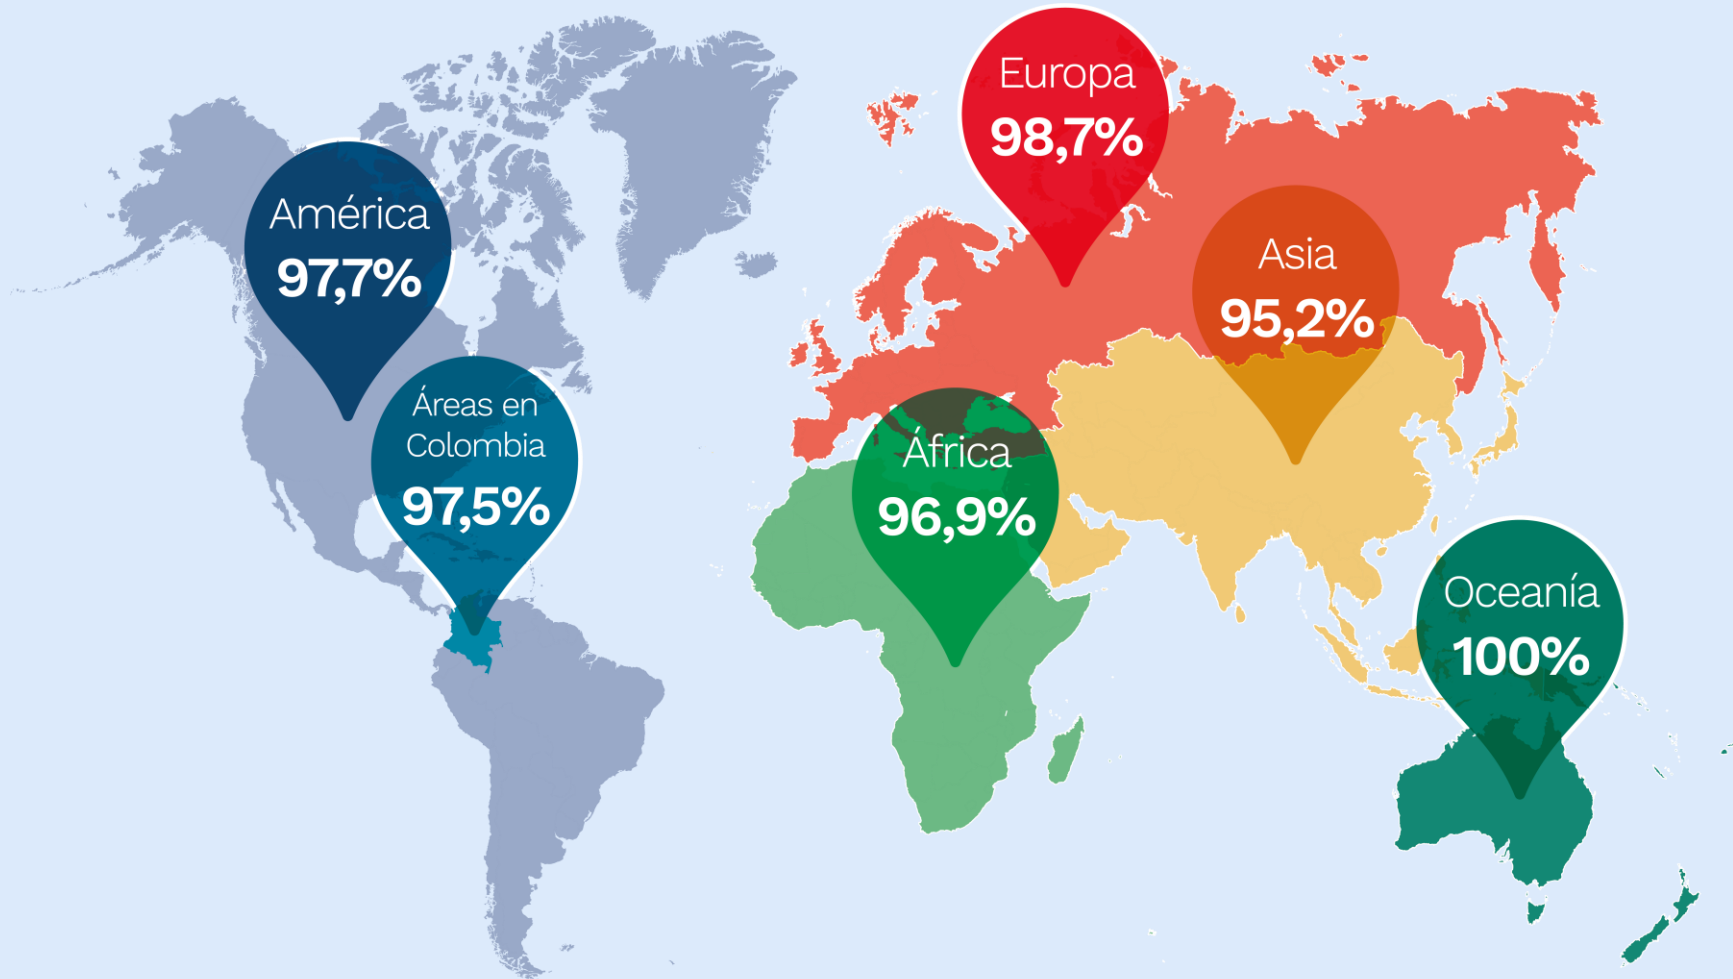 Europa
98,7%
América
97,7%
Asia
95,2%
Áreas en
Colombia
97,5%
África
96,9%
Oceanía
100%